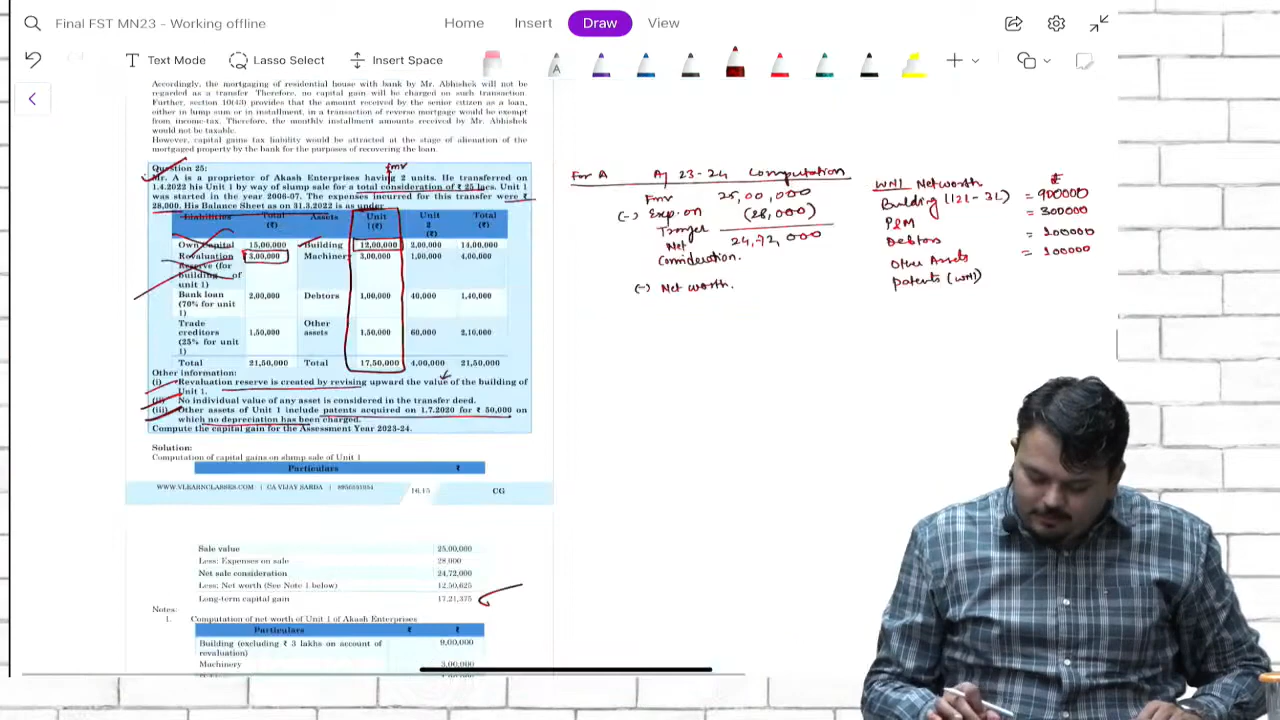 Final FST MN23 - Working offline
Home Insert Draw View
Text Mode Lasso Select Insert Space
Accordingly, the mortgaging of residential house with bank by Mr. Abhishek will not be
regarded as a transfer. Therefore, no capital gain will be charged on such transaction.
Further, section 10(43) provides that the amount received by the senior citizen as a loan,
either in lump sum or in installment, in a transaction of reverse mortgage would be exempt
from income-tax. Therefore, the monthly installment amounts received by Mr. Abhishek
would not be taxable.
However, capital gains tax liability would be attracted at the stage of alienation of the
mortgaged property by the bank for the purposes of recovering the loan.
Question 25:
fmv
Mr. A is a proprietor of Akash Enterprises having 2 units. He transferred on
1.4.2022 his Unit 1 by way of slump sale for a total consideration of ₹ 25 lacs. Unit 1
was started in the year 2006-07. The expenses incurred for this transfer were ₹
28,000. His Balance Sheet as on 31.3.2022 is as under
Liabilities Total (₹) Assets Unit 1(₹) Unit 2 (₹) Total (₹)
Own Capital 15,00,000 Building 12,00,000 2,00,000 14,00,000
Revaluation Reserve (for building of unit 1) 3,00,000 Machinery 3,00,000 1,00,000 4,00,000
Bank loan (70% for unit 1) 2,00,000 Debtors 1,00,000 40,000 1,40,000
Trade creditors (25% for unit 1) 1,50,000 Other assets 1,50,000 60,000 2,10,000
Total 21,50,000 Total 17,50,000 4,00,000 21,50,000
Other information:
(i) Revaluation reserve is created by revising upward the value of the building of
Unit 1.
(ii) No individual value of any asset is considered in the transfer deed.
(iii) Other assets of Unit 1 include patents acquired on 1.7.2020 for ₹ 50,000 on
which no depreciation has been charged.
Compute the capital gain for the Assessment Year 2023-24.
Solution:
Computation of capital gains on slump sale of Unit 1
Particulars ₹
WWW.VLEARNCLASSES.COM | CA VIJAY SARDA | 16.15 CG
Sale value 25,00,000
Less: Expenses on sale 28,000
Net sale consideration 24,72,000
Less: Net worth (See Note 1 below) 12,50,625
Long-term capital gain 17,21,375
Notes:
1. Computation of net worth of Unit 1 of Akash Enterprises
Particulars ₹ ₹
Building (excluding ₹ 3 lakhs on account of 9,00,000
revaluation)
Machinery 3,00,000
For A Ay 23-24 Computation
Fmv 25,00,000
(-) Exp. on Transfer (28,000)
Net Consideration. 24,72,000
(-) Net worth.
WN1 Networth ₹
Building (12L-3L) = 900000
P&M = 300000
Debtors = 100000
Other Assets = 100000
Patents (WN1)